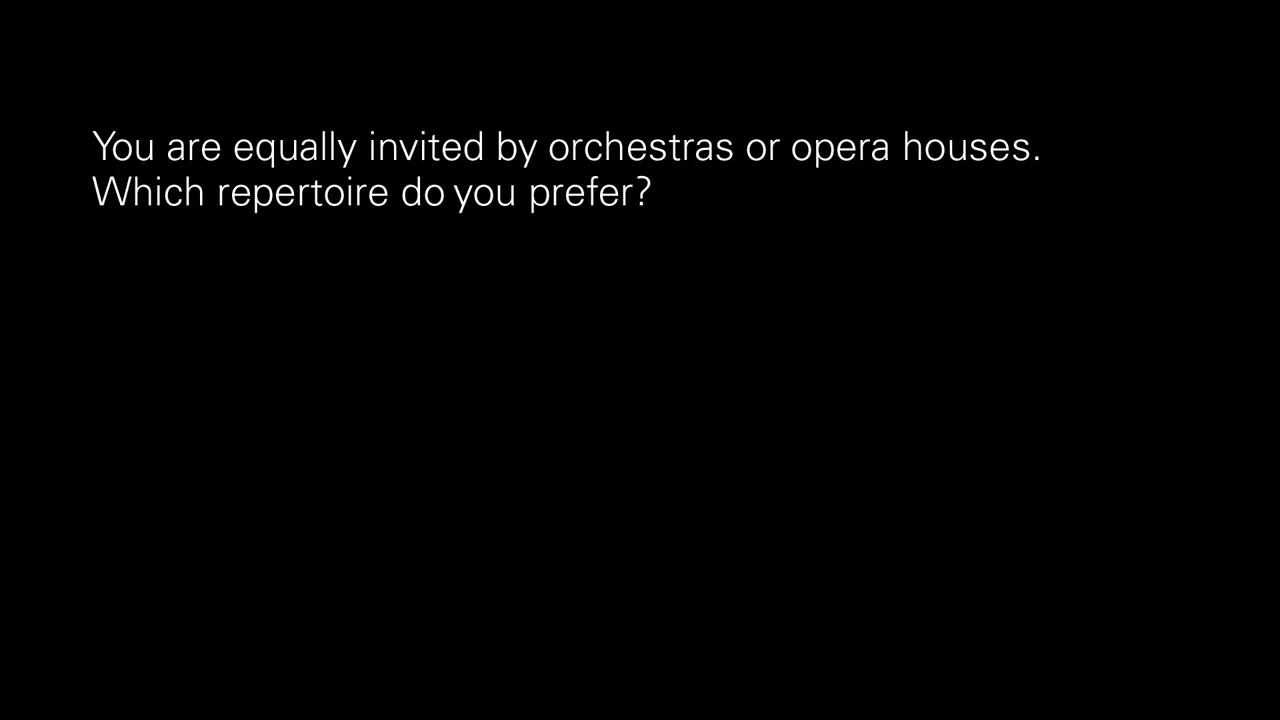 You are equally invited by orchestras or opera houses.
Which repertoire do you prefer?